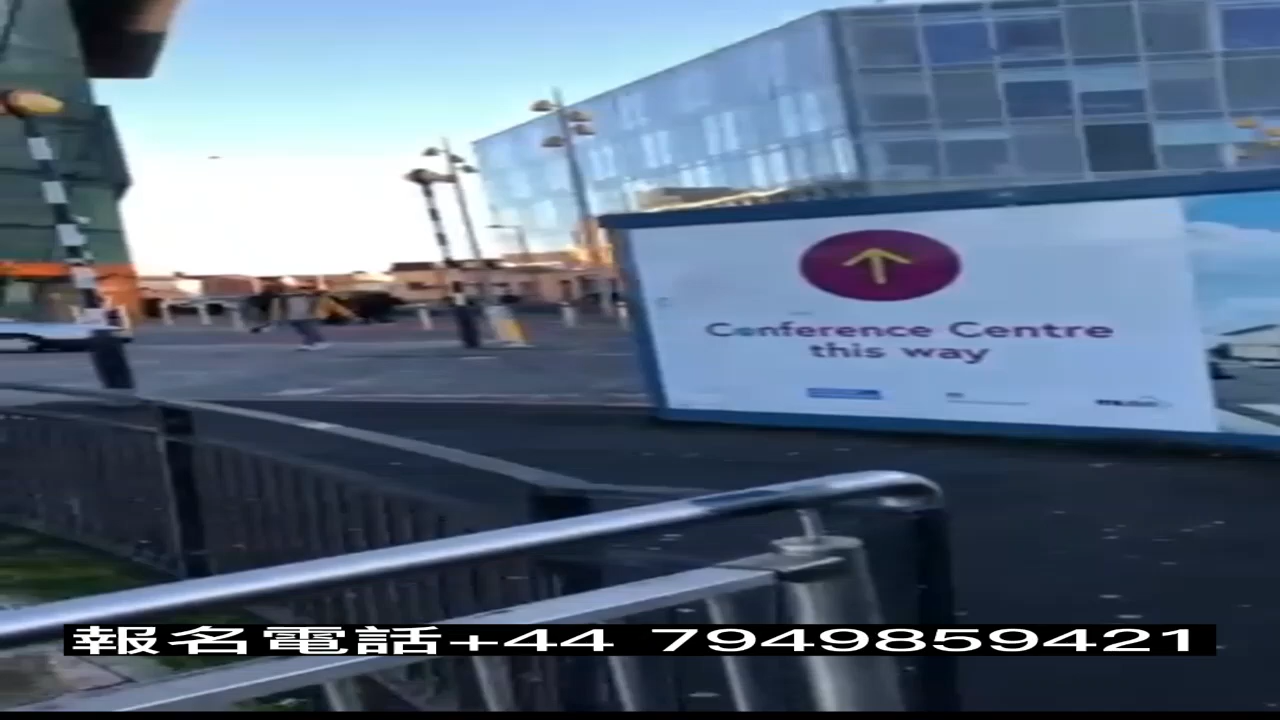 Conference Centre
this way
報名電話+44 7949859421